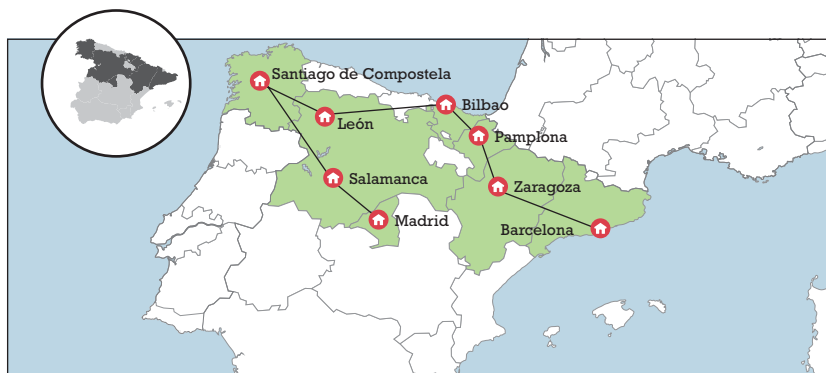 Santiago de Compostela
Bilbao
León
Pamplona
Salamanca
Zaragoza
Madrid
Barcelona